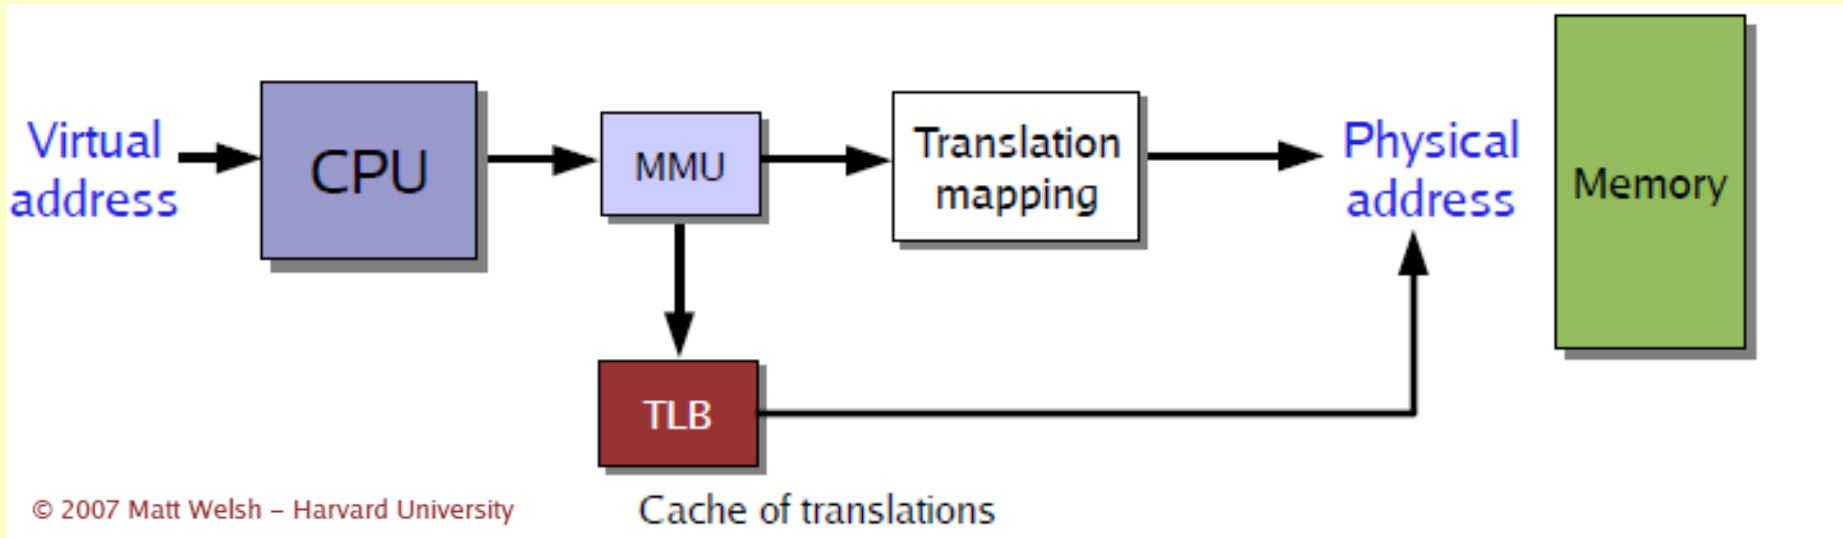 Virtual
address
CPU
MMU
Translation
mapping
Physical
address
Memory
TLB
© 2007 Matt Welsh – Harvard University
Cache of translations